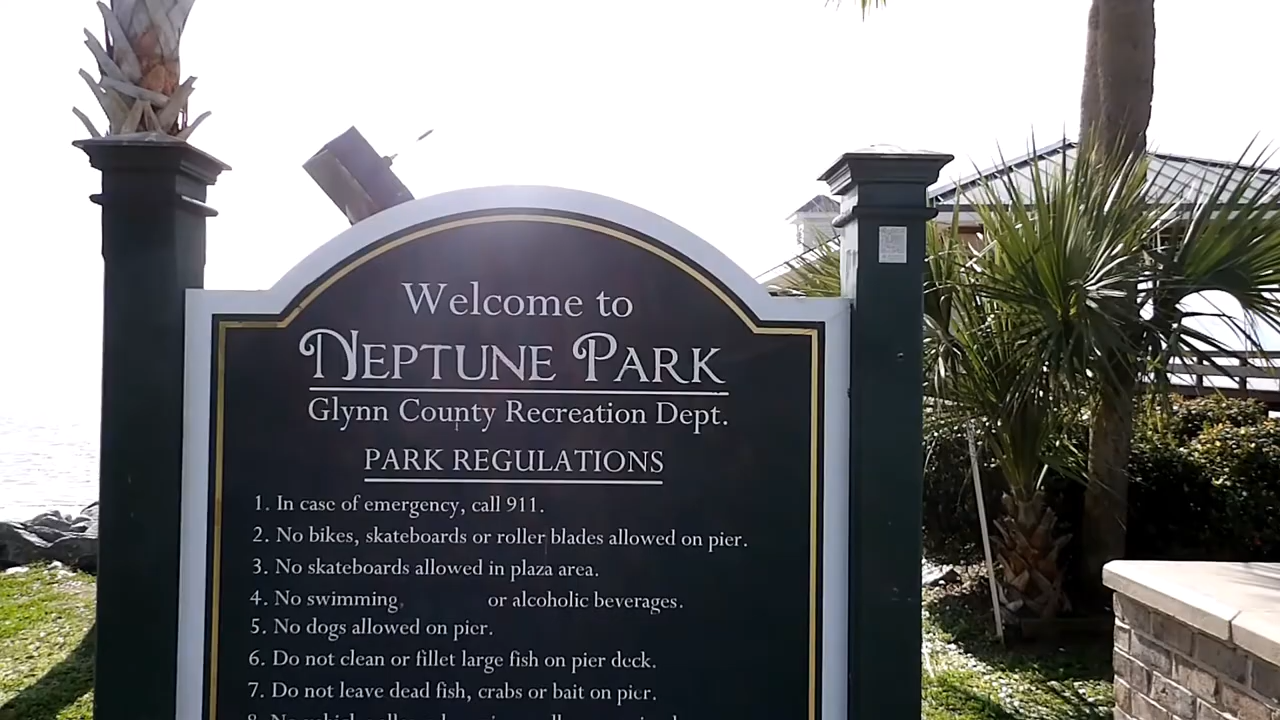 Welcome to
NEPTUNE PARK
Glynn County Recreation Dept.
PARK REGULATIONS
1. In case of emergency, call 911.
2. No bikes, skateboards or roller blades allowed on pier.
3. No skateboards allowed in plaza area.
4. No swimming, or alcoholic beverages.
5. No dogs allowed on pier.
6. Do not clean or fillet large fish on pier deck.
7. Do not leave dead fish, crabs or bait on pier.